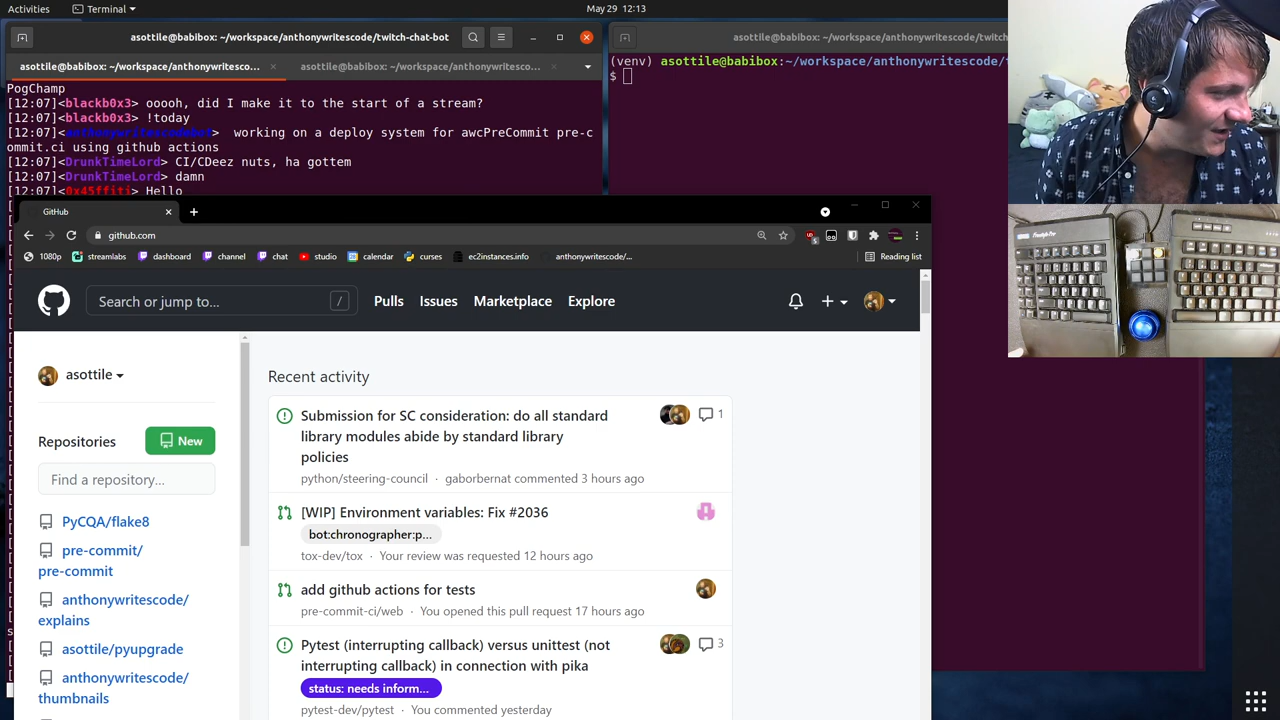 Activities
Terminal
May 29 12:13
asottile@babibox: ~/workspace/anthonywritescode/twitch-chat-bot
asottile@babibox: ~/workspace/anthonywritescode/twitch
asottile@babibox: ~/workspace/anthonywritesco...
asottile@babibox: ~/workspace/anthonywritesco...
(venv) asottile@babibox:~/workspace/anthonywritescode/
$
PogChamp
[12:07]<blackb0x3> ooooh, did I make it to the start of a stream?
[12:07]<blackb0x3> !today
[12:07]<anthonywritescodebot> working on a deploy system for awcPreCommit pre-c
ommit.ci using github actions
[12:07]<DrunkTimeLord> CI/CDeez nuts, ha gottem
[12:07]<DrunkTimeLord> damn
[12:07]<0x45ffiti> Hello
GitHub
github.com
1080p
streamlabs
dashboard
channel
chat
studio
calendar
curses
ec2instances.info
anthonywritescode/...
Reading list
Search or jump to...
/
Pulls
Issues
Marketplace
Explore
asottile
Repositories
New
Find a repository...
PyCQA/flake8
pre-commit/
pre-commit
anthonywritescode/
explains
asottile/pyupgrade
anthonywritescode/
thumbnails
Recent activity
Submission for SC consideration: do all standard
library modules abide by standard library
policies
1
python/steering-council · gaborbernat commented 3 hours ago
[WIP] Environment variables: Fix #2036
bot:chronographer:p...
tox-dev/tox · Your review was requested 12 hours ago
add github actions for tests
pre-commit-ci/web · You opened this pull request 17 hours ago
Pytest (interrupting callback) versus unittest (not
interrupting callback) in connection with pika
3
status: needs inform...
pytest-dev/pytest · You commented yesterday